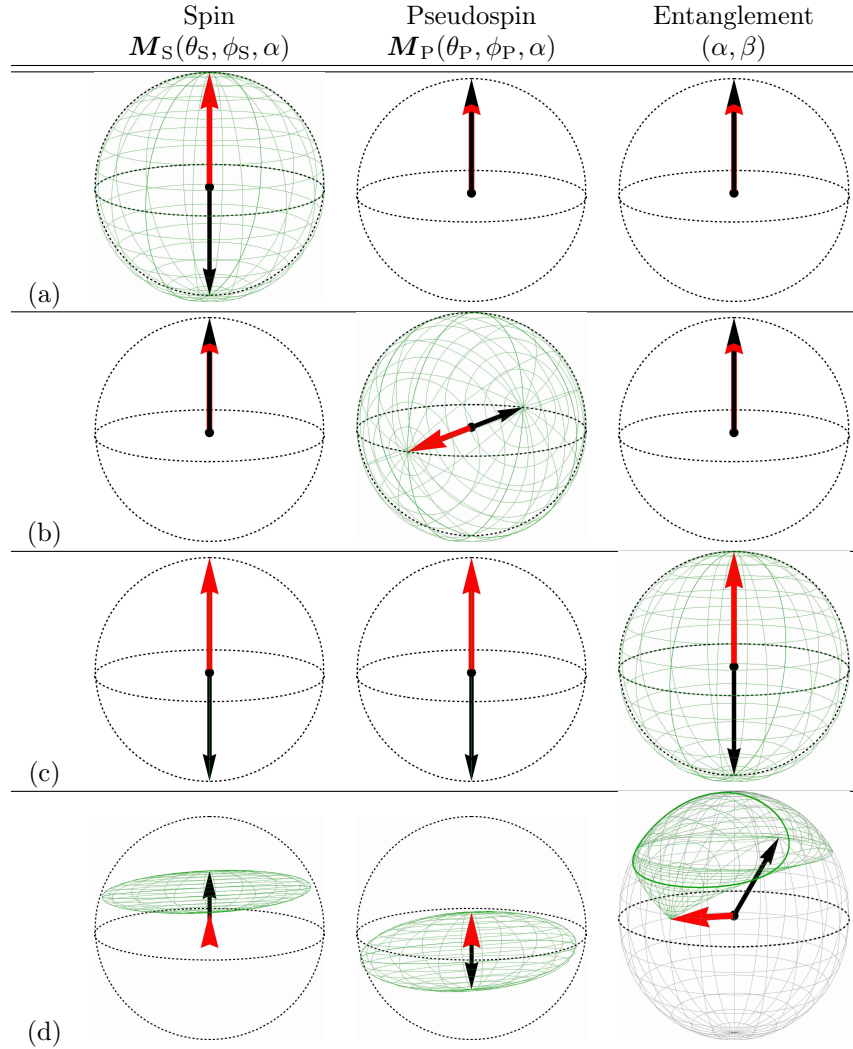 Spin Pseudospin Entanglement
𝑴_S(θ_S, ϕ_S, α) 𝑴_P(θ_P, ϕ_P, α) (α, β)
(a)
(b)
(c)
(d)